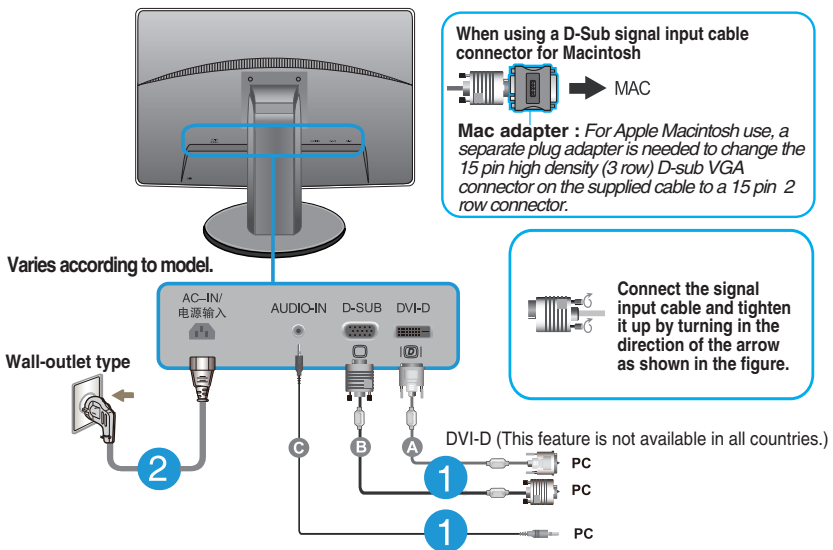 When using a D-Sub signal input cable
connector for Macintosh
MAC
Mac adapter : For Apple Macintosh use, a
separate plug adapter is needed to change the
15 pin high density (3 row) D-sub VGA
connector on the supplied cable to a 15 pin 2
row connector.
Varies according to model.
AC-IN/
电源输入
AUDIO-IN
D-SUB
DVI-D
D
Connect the signal
input cable and tighten
it up by turning in the
direction of the arrow
as shown in the figure.
Wall-outlet type
2
C
B
A
DVI-D (This feature is not available in all countries.)
1
PC
PC
1
PC